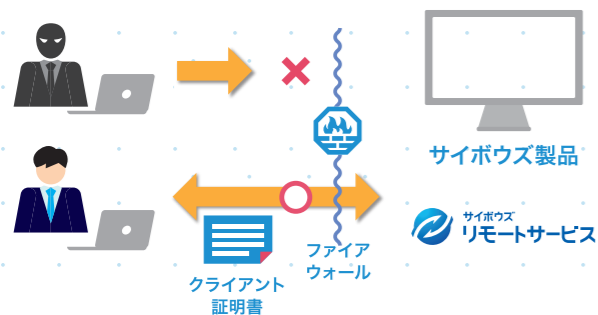 サイボウズ製品
サイボウズ
リモートサービス
ファイア
ウォール
クライアント
証明書